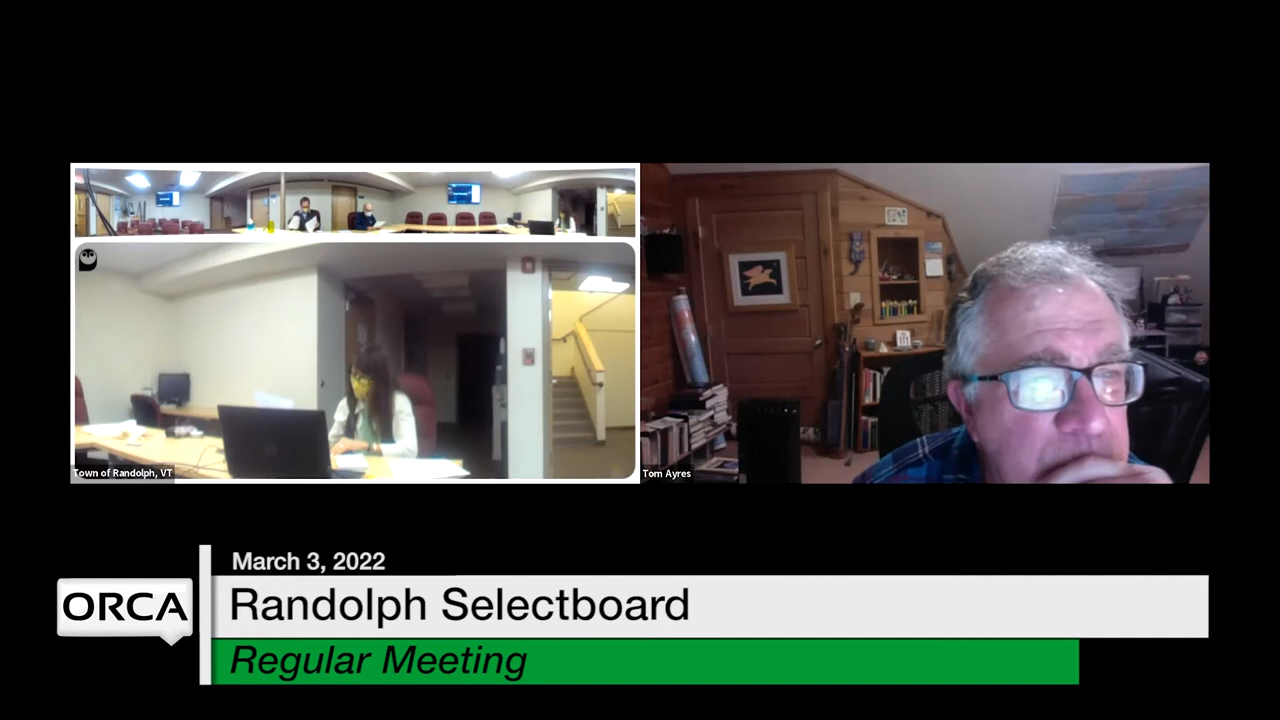 Town of Randolph, VT
Tom Ayres
March 3, 2022
ORCA
Randolph Selectboard
Regular Meeting